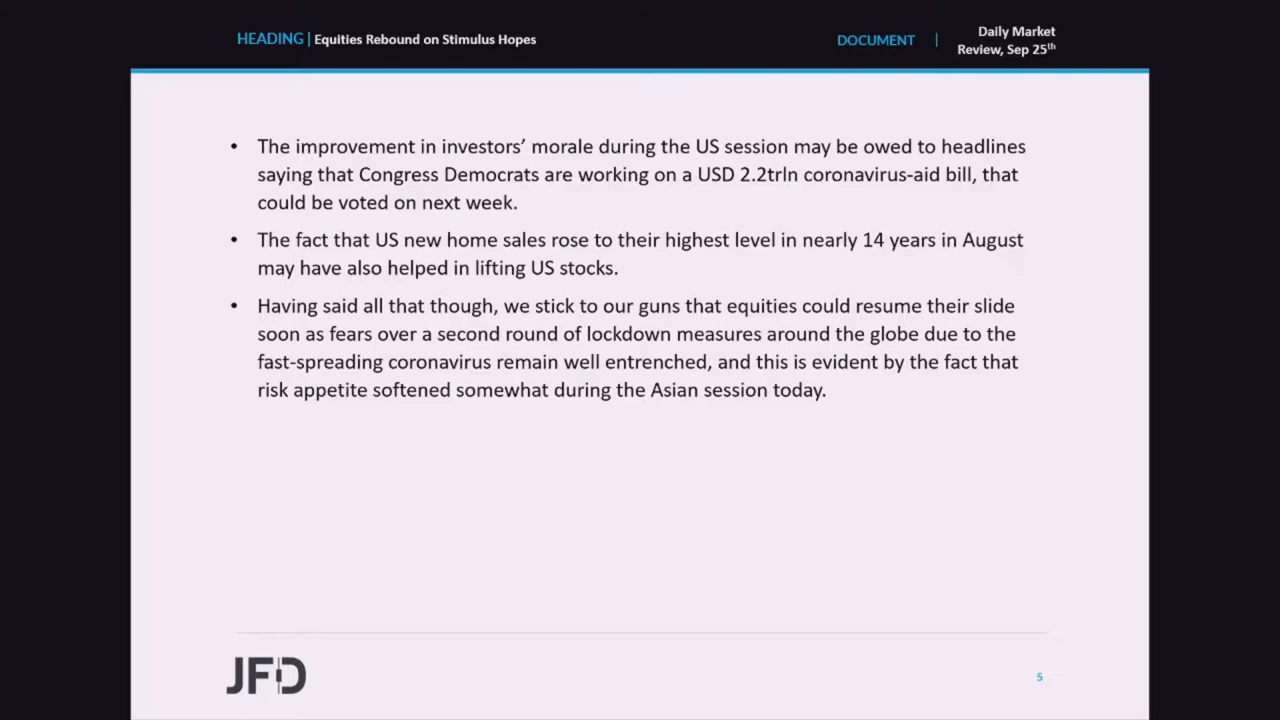 HEADING | Equities Rebound on Stimulus Hopes
DOCUMENT |
Daily Market
Review, Sep 25th
• The improvement in investors’ morale during the US session may be owed to headlines
saying that Congress Democrats are working on a USD 2.2trln coronavirus-aid bill, that
could be voted on next week.
• The fact that US new home sales rose to their highest level in nearly 14 years in August
may have also helped in lifting US stocks.
• Having said all that though, we stick to our guns that equities could resume their slide
soon as fears over a second round of lockdown measures around the globe due to the
fast-spreading coronavirus remain well entrenched, and this is evident by the fact that
risk appetite softened somewhat during the Asian session today.
JFD
5